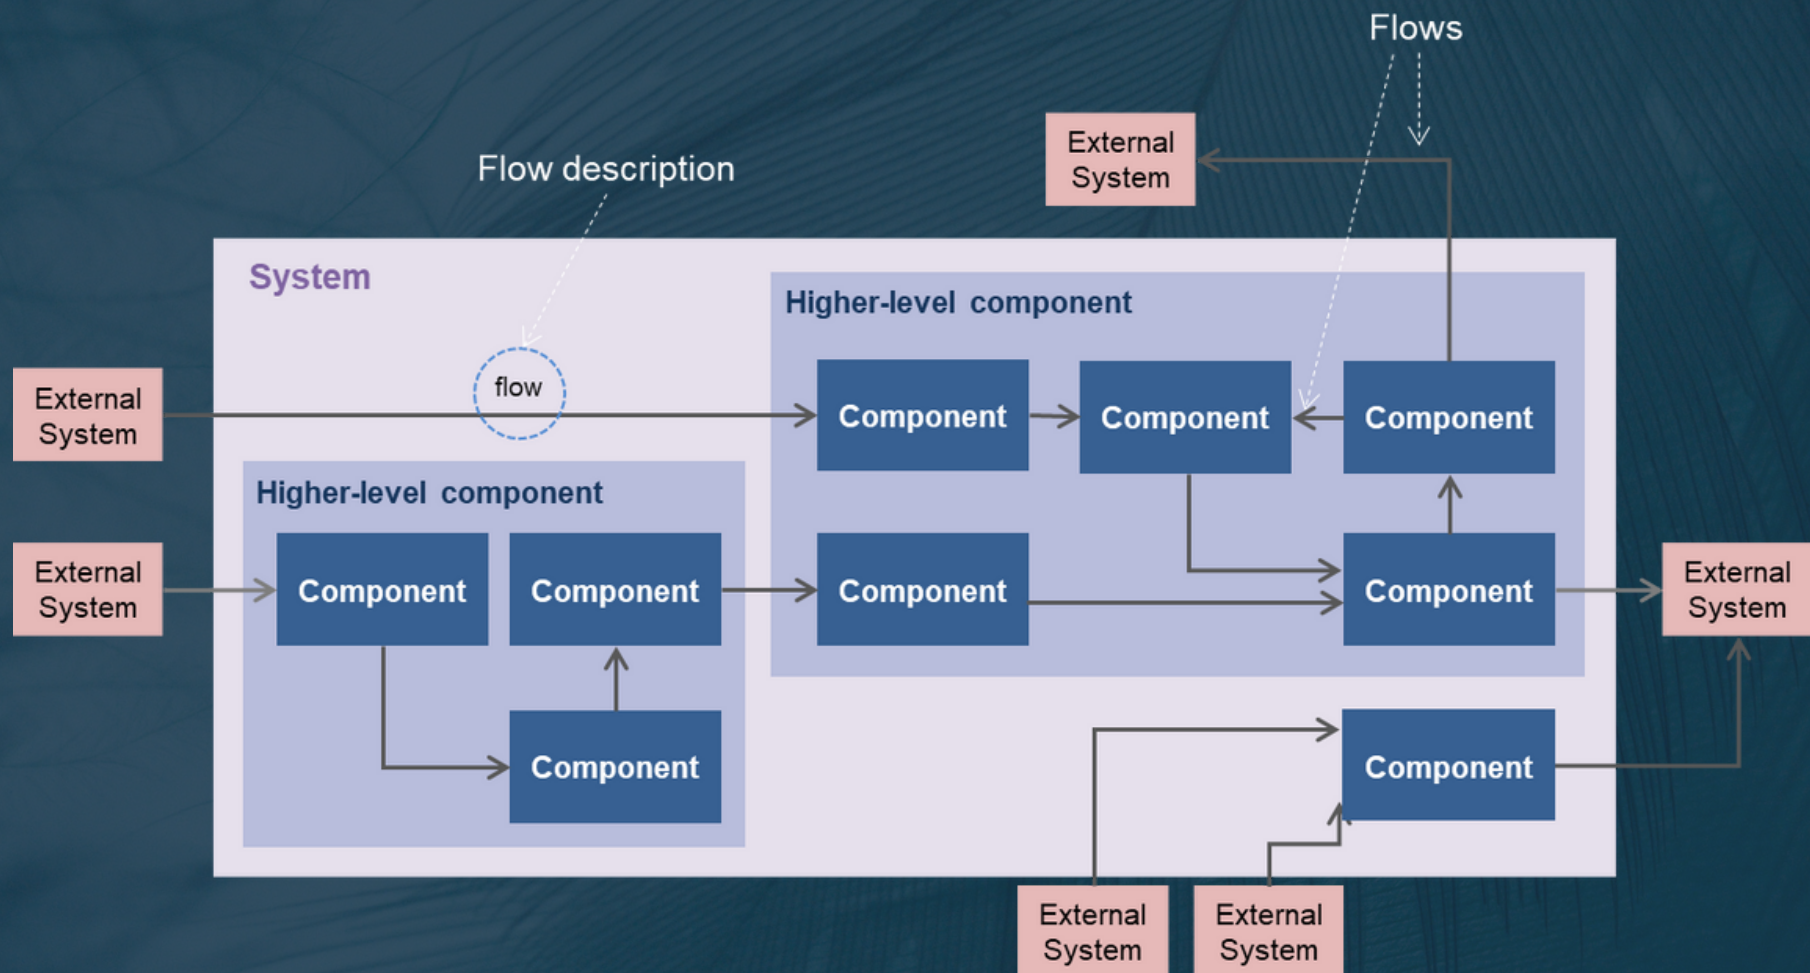 Flows
External
System
Flow description
System
Higher-level component
flow
External
System
Component
Component
Component
Higher-level component
External
System
Component
Component
Component
Component
External
System
Component
Component
External
System
External
System